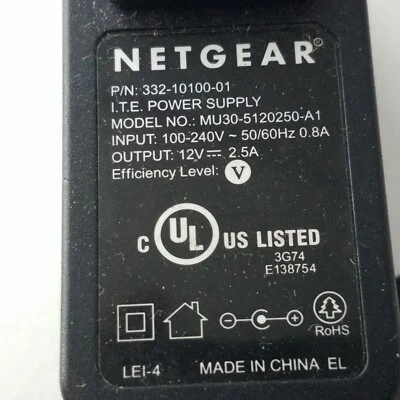 NETGEAR®
P/N: 332-10100-01
I.T.E. POWER SUPPLY
MODEL NO.: MU30-5120250-A1
INPUT: 100-240V ~ 50/60Hz 0.8A
OUTPUT: 12V⎓ 2.5A
Efficiency Level: V
C UL US LISTED
3G74
E138754
RoHS
LEI-4 MADE IN CHINA EL